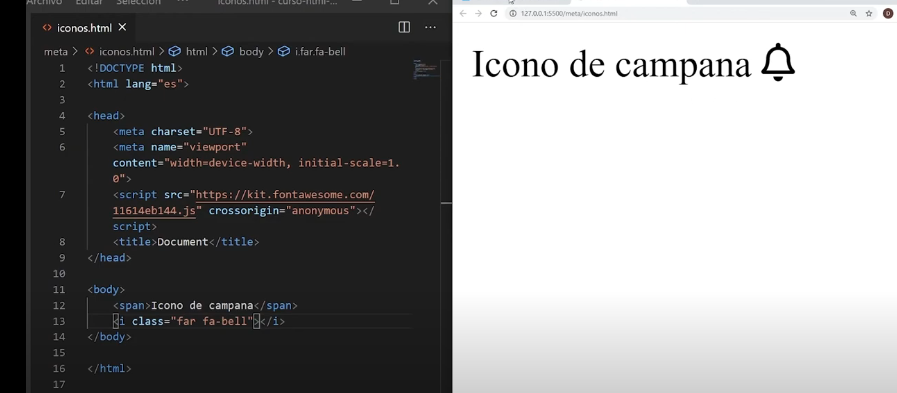 Archivo Editar Selección ... iconos.html - curso-html-...
iconos.html ×
meta > <> iconos.html > html > body > i.far.fa-bell
1 <!DOCTYPE html>
2 <html lang="es">
3
4 <head>
5 <meta charset="UTF-8">
6 <meta name="viewport"
content="width=device-width, initial-scale=1.
0">
7 <script src="https://kit.fontawesome.com/
11614eb144.js" crossorigin="anonymous"></
script>
8 <title>Document</title>
9 </head>
10
11 <body>
12 <span>Icono de campana</span>
13 <i class="far fa-bell"></i>
14 </body>
15
16 </html>
17
127.0.0.1:5500/meta/iconos.html
D
Icono de campana